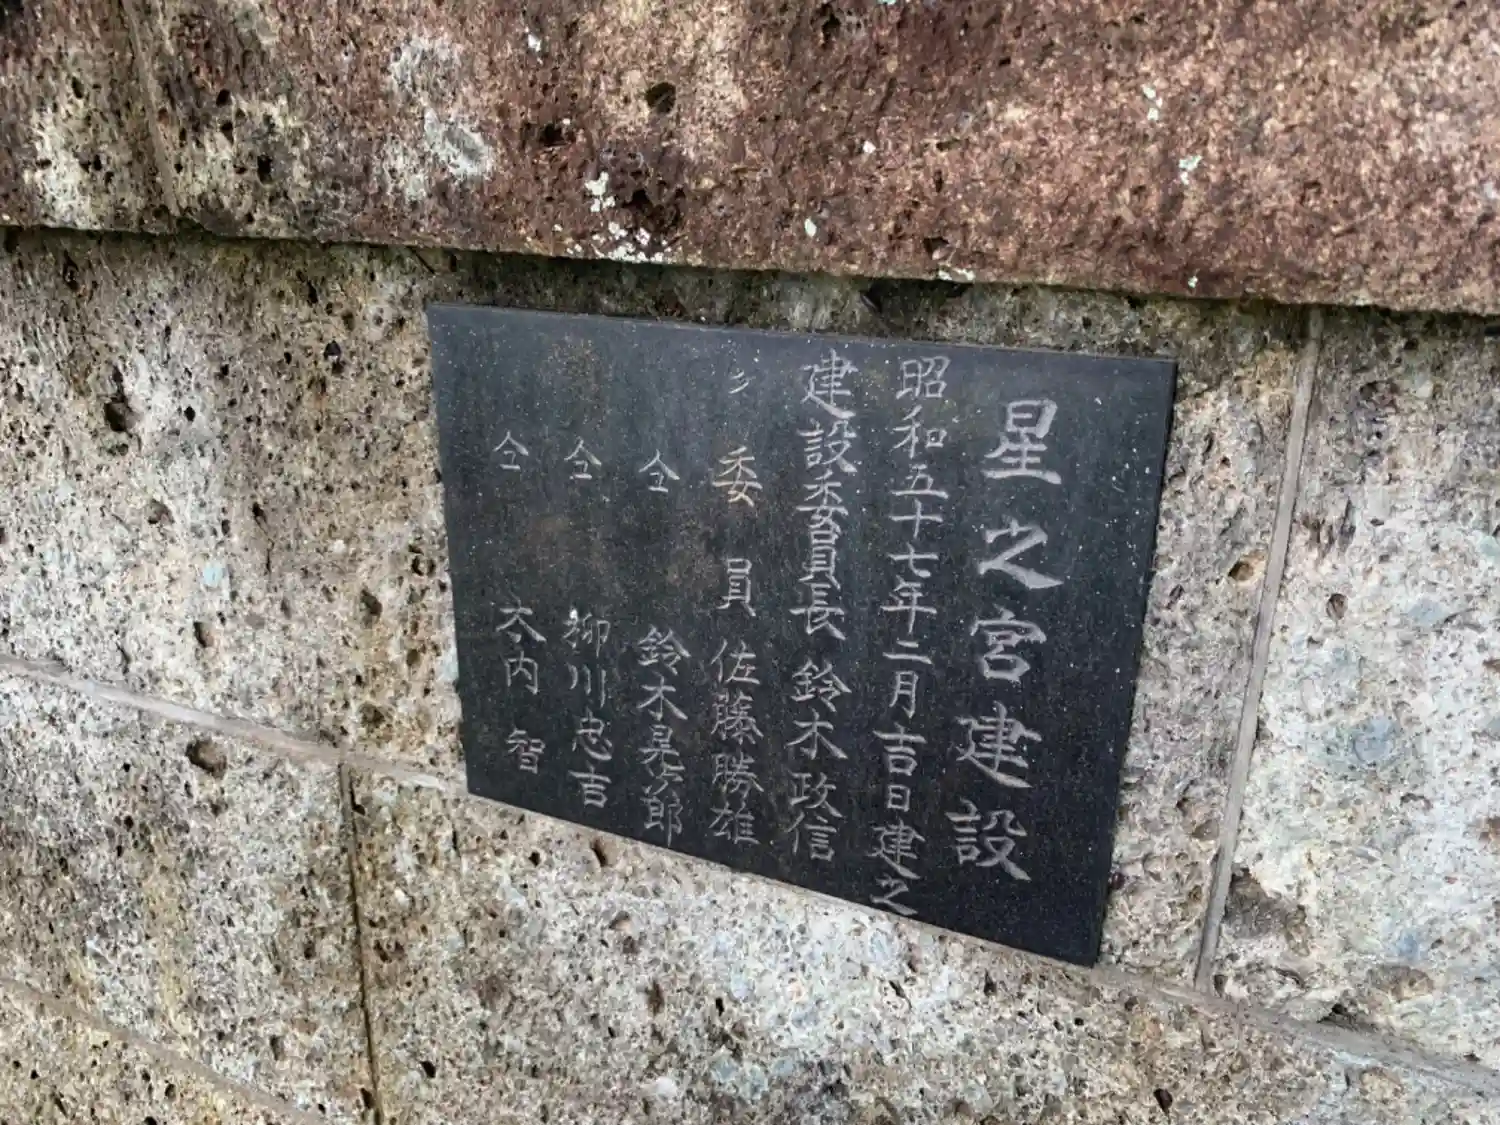 星之宮建設
昭和五十七年二月吉日建之
建設委員長 鈴木政信
〃 委員 佐藤勝雄
仝 鈴木晃次郎
仝 柳川忠吉
仝 大内智